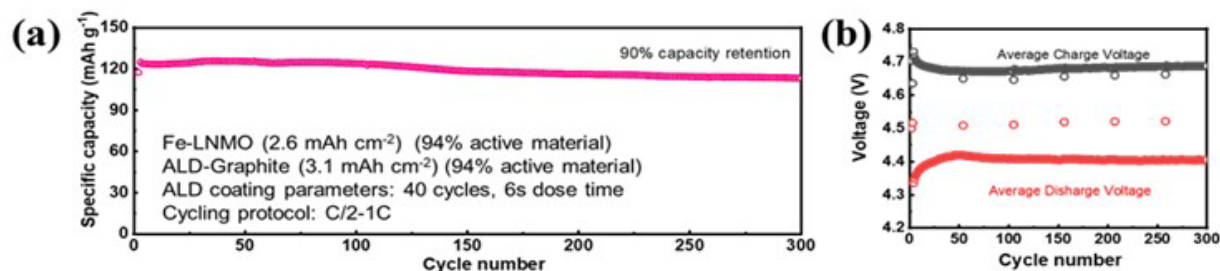 (a)
Specific capacity (mAh g⁻¹)
150
120
90
60
30
0
90% capacity retention
Fe-LNMO (2.6 mAh cm⁻²) (94% active material)
ALD-Graphite (3.1 mAh cm⁻²) (94% active material)
ALD coating parameters: 40 cycles, 6s dose time
Cycling protocol: C/2-1C
0 50 100 150 200 250 300
Cycle number
(b)
Voltage (V)
4.8
4.7
4.6
4.5
4.4
4.3
4.2
Average Charge Voltage
Average Disharge Voltage
0 50 100 150 200 250 300
Cycle number